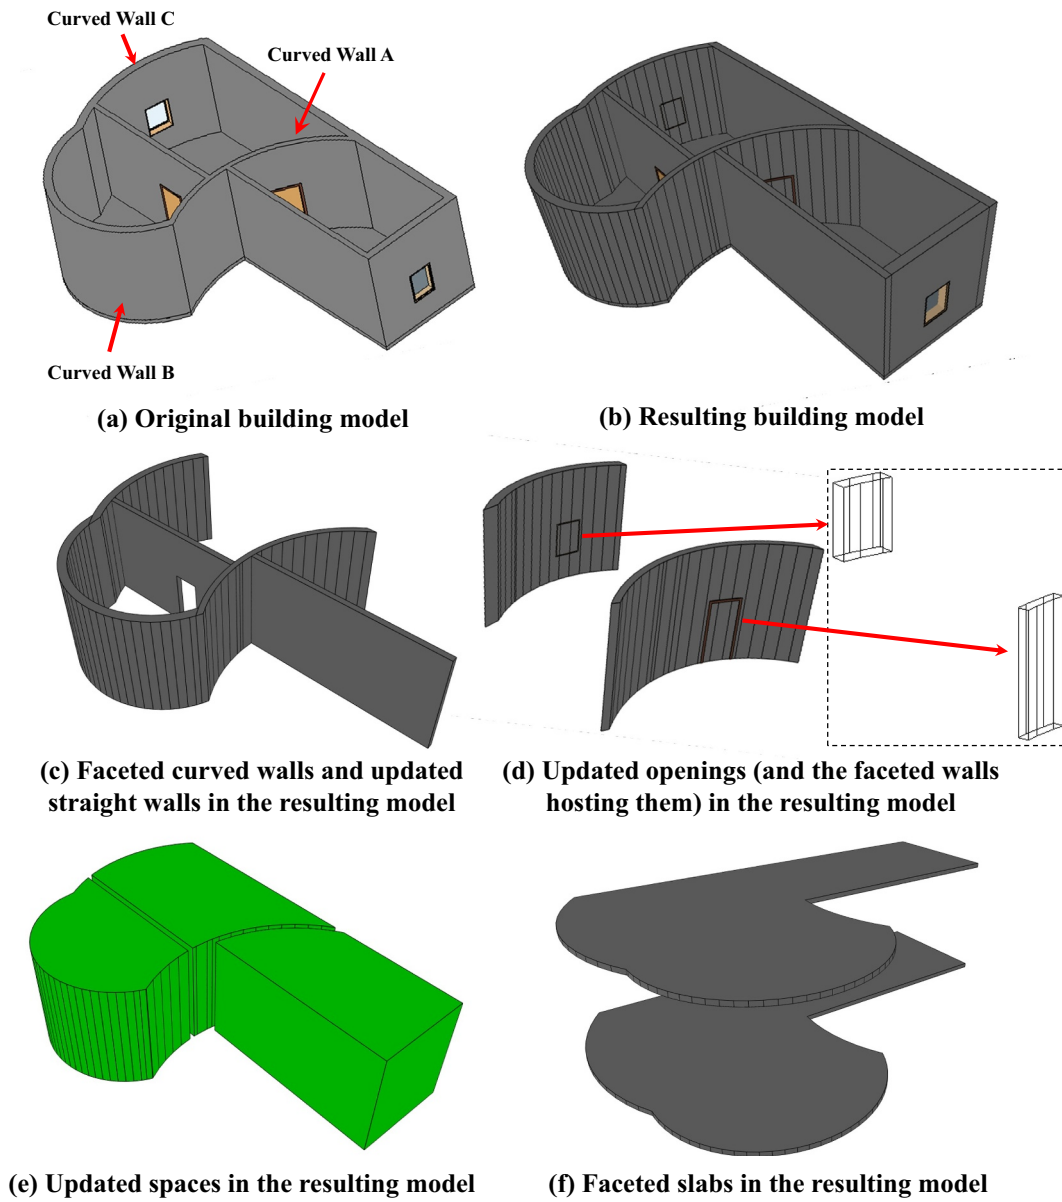 Curved Wall C
Curved Wall A
Curved Wall B
(a) Original building model
(b) Resulting building model
(c) Faceted curved walls and updated
straight walls in the resulting model
(d) Updated openings (and the faceted walls
hosting them) in the resulting model
(e) Updated spaces in the resulting model
(f) Faceted slabs in the resulting model